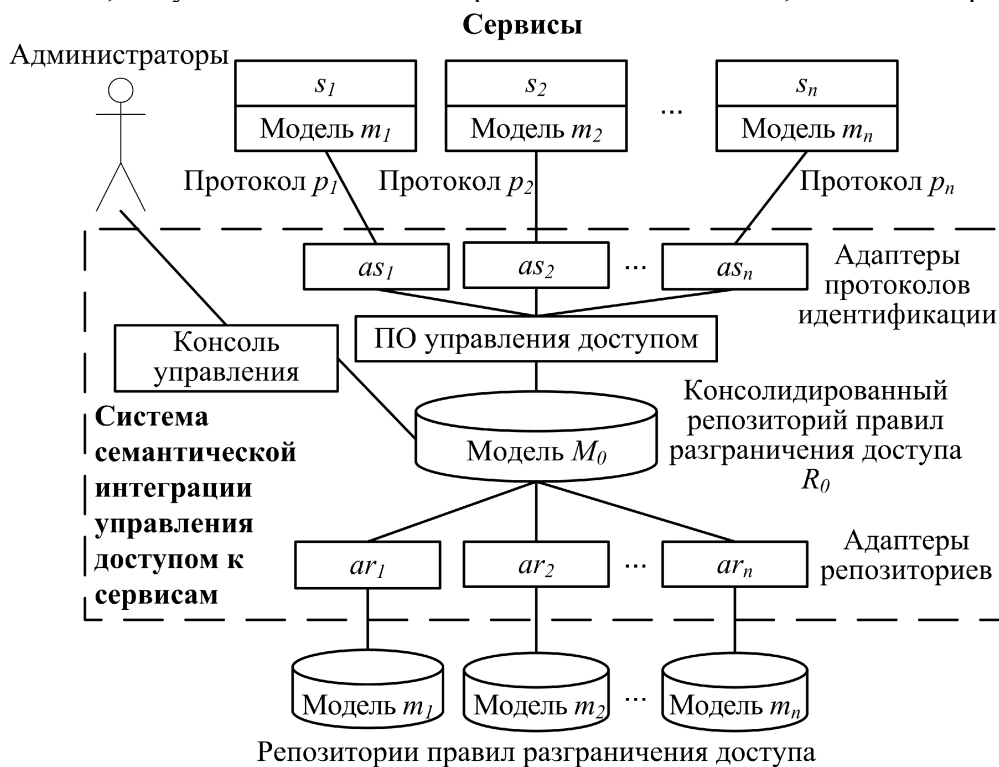 Сервисы
Администраторы
s1
s2
...
sn
Модель m1
Модель m2
Модель mn
Протокол p1
Протокол p2
Протокол pn
as1
as2
...
asn
Адаптеры
протоколов
идентификации
ПО управления доступом
Консоль
управления
Консолидированный
репозиторий правил
разграничения доступа
R0
Модель M0
Система
семантической
интеграции
управления
доступом к
сервисам
ar1
ar2
...
arn
Адаптеры
репозиториев
Модель m1
Модель m2
...
Модель mn
Репозитории правил разграничения доступа